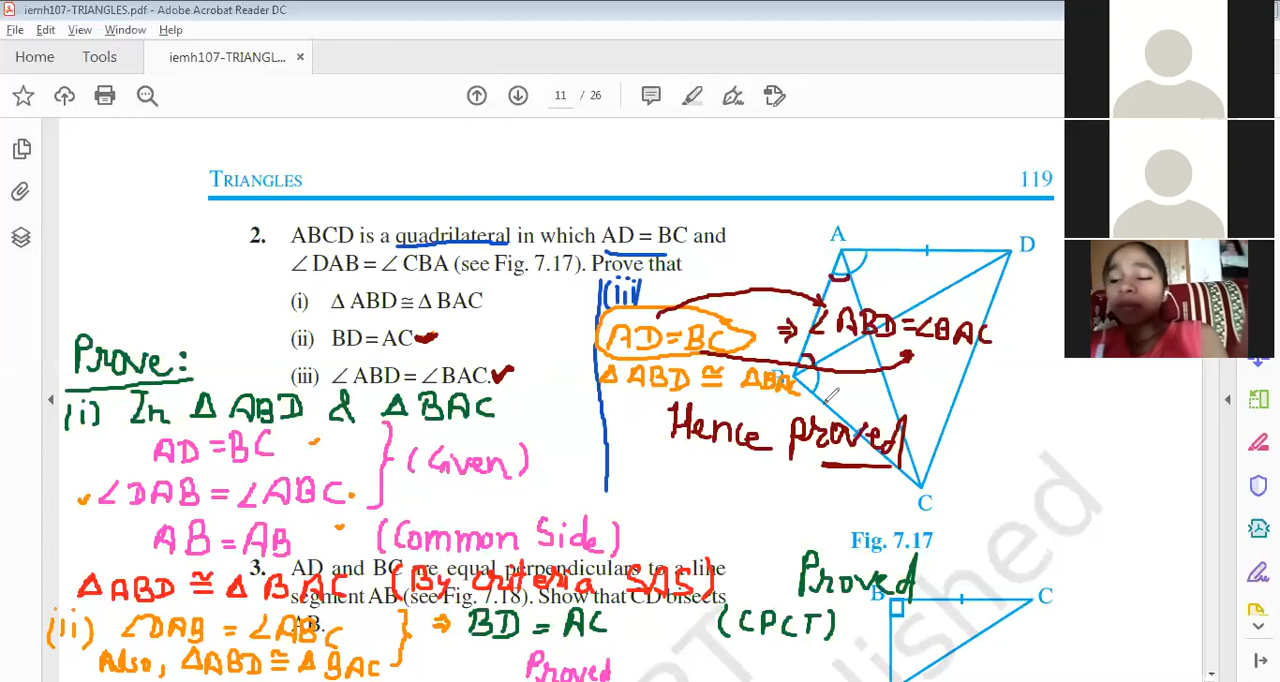 iemh107-TRIANGLES.pdf - Adobe Acrobat Reader DC
File Edit View Window Help
Home Tools iemh107-TRIANGL... ×
11 / 26
TRIANGLES 119
2. ABCD is a quadrilateral in which AD = BC and
∠ DAB = ∠ CBA (see Fig. 7.17). Prove that
(i) Δ ABD ≅ Δ BAC
(ii) BD = AC
(iii) ∠ ABD = ∠ BAC.
(iii)
AD = BC ⇒ ∠ABD = ∠BAC
Δ ABD ≅ ΔBAC
Hence proved
A
D
B
C
Fig. 7.17
Prove:
(i) In Δ ABD & Δ BAC
AD = BC
∠DAB = ∠ABC
(Given)
AB = AB (Common Side)
3. AD and BC are equal perpendiculars to a line
segment AB (see Fig. 7.18). Show that CD bisects
AB.
ΔABD ≅ Δ BAC (By criteria SAS)
Proved
(ii) ∠DAB = ∠ABC
Also, ΔABD ≅ ΔBAC
⇒ BD = AC (CPCT)
Proved
B C